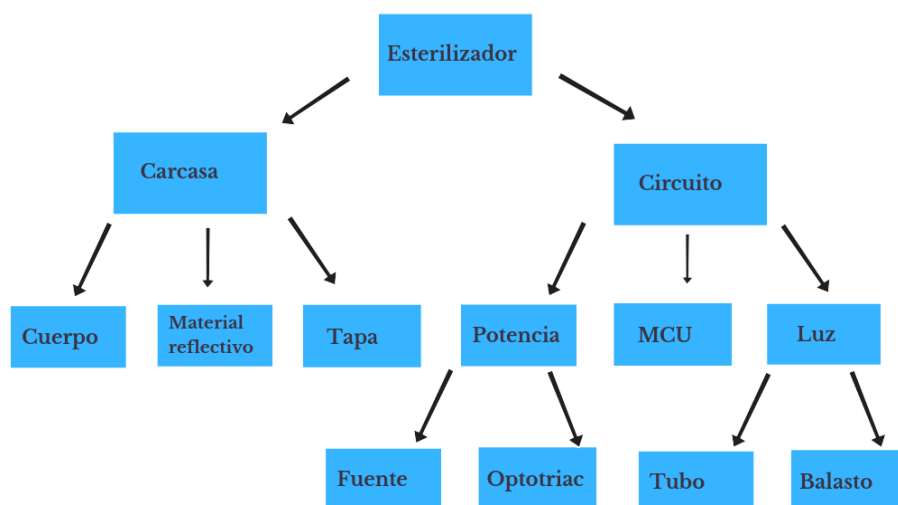 Esterilizador
Carcasa
Circuito
Cuerpo
Material
reflectivo
Tapa
Potencia
MCU
Luz
Fuente
Optotriac
Tubo
Balasto